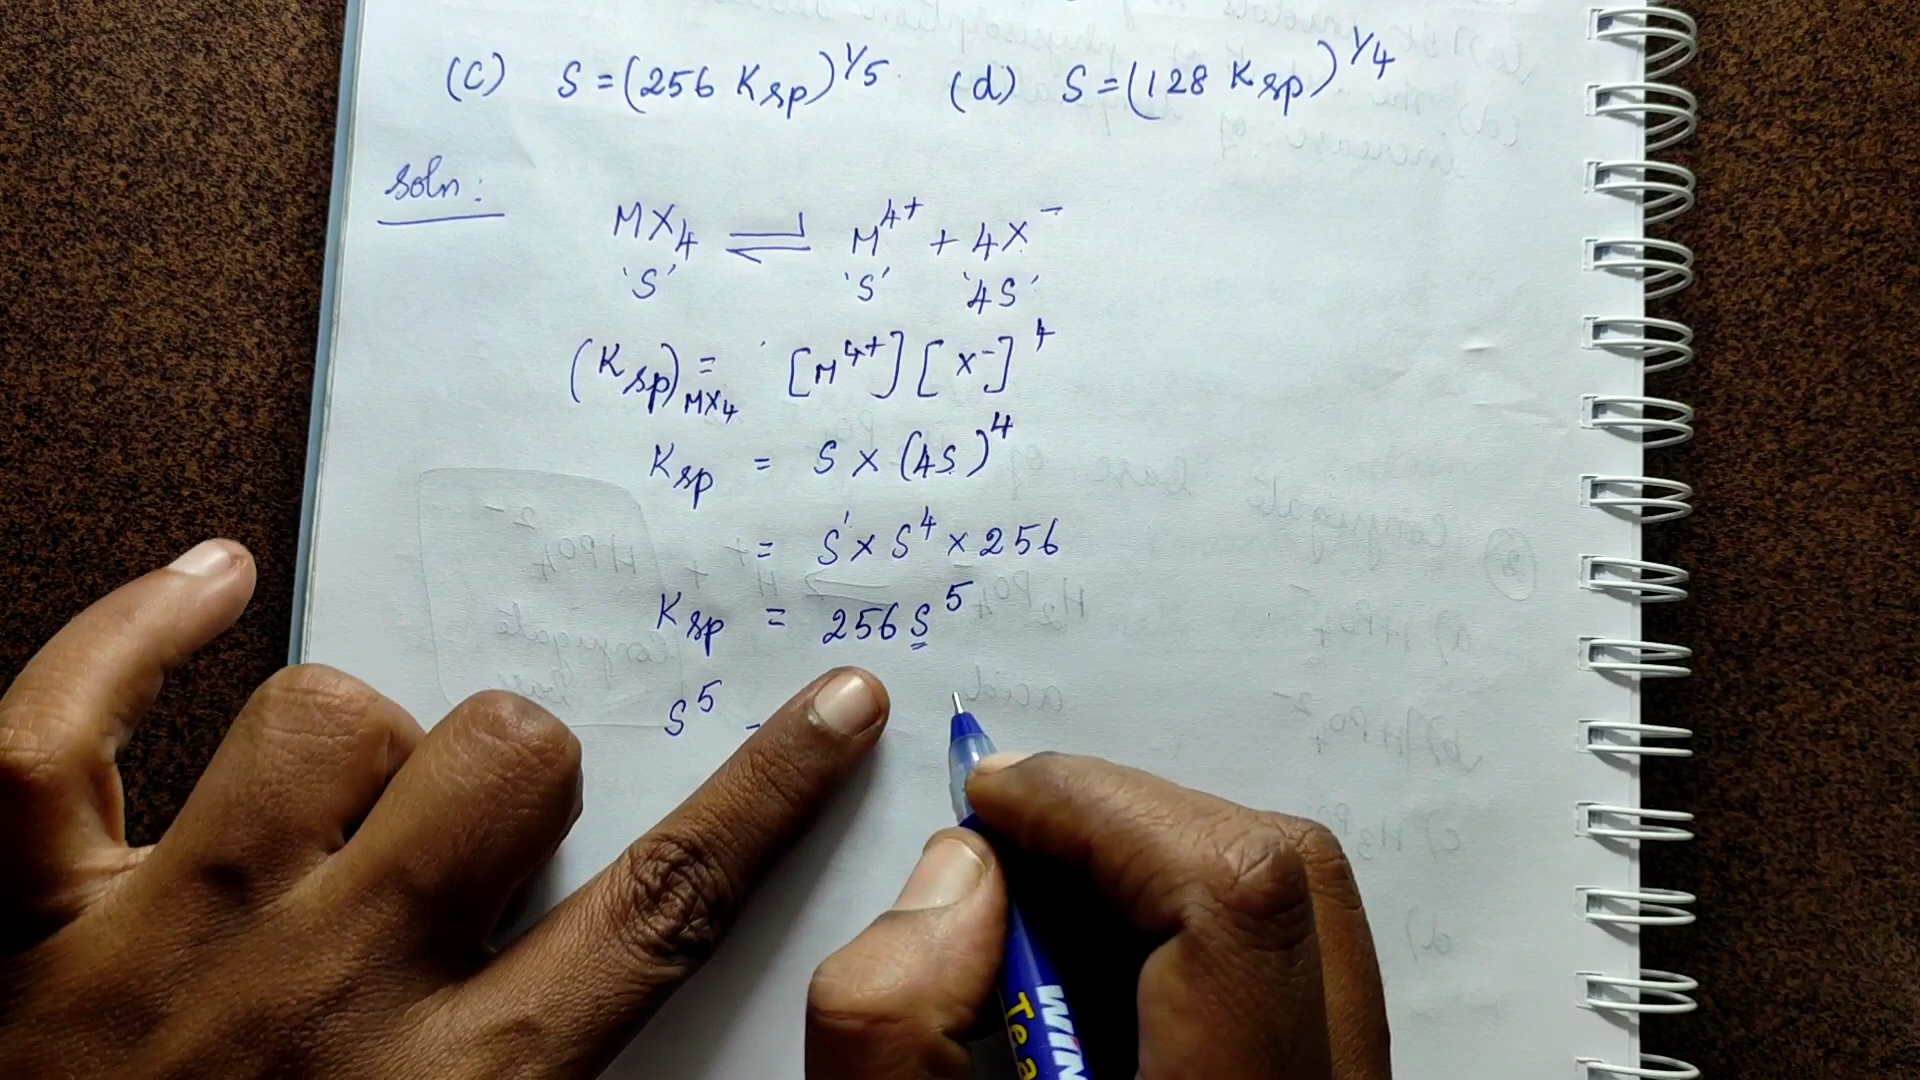 (c) S = (256 Ksp)^1/5 (d) S = (128 Ksp)^1/4
Soln:
MX4 ⇌ M^4+ + 4X^-
'S' 'S' '4S'
(Ksp)MX4 = [M^4+] [X^-]^4
Ksp = S × (4S)^4
= S^1 × S^4 × 256
Ksp = 256 S^5
S^5